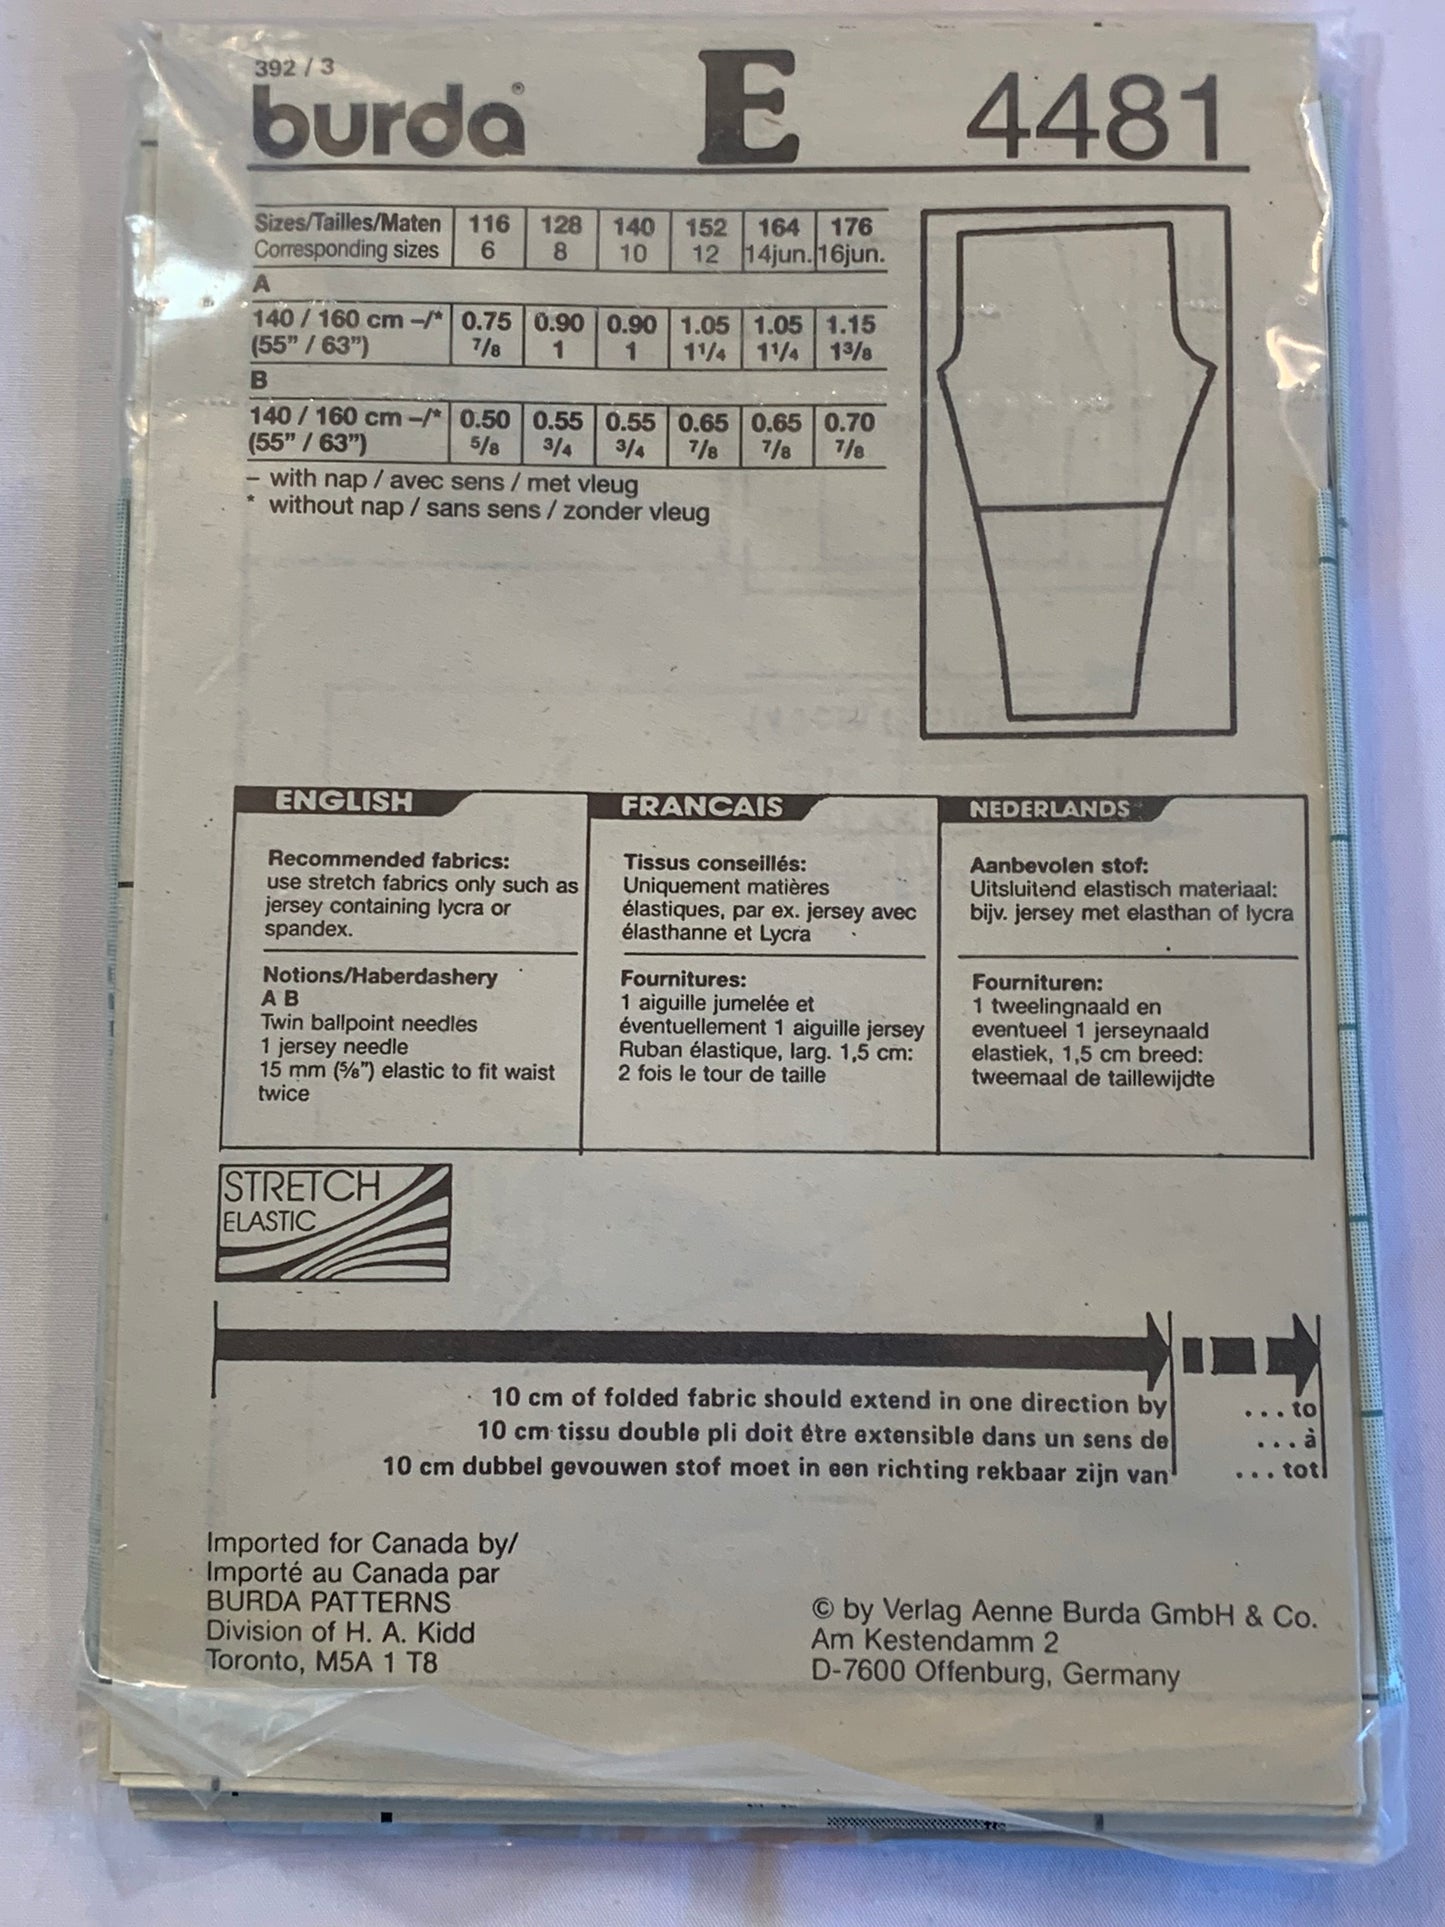 392 / 3
burda® E 4481
Sizes/Tailles/Maten 116 128 140 152 164 176
Corresponding sizes 6 8 10 12 14jun. 16jun.
A
140 / 160 cm –/* 0.75 0.90 0.90 1.05 1.05 1.15
(55” / 63”) 7/8 1 1 1 1/4 1 1/4 1 3/8
B
140 / 160 cm –/* 0.50 0.55 0.55 0.65 0.65 0.70
(55” / 63”) 5/8 3/4 3/4 7/8 7/8 7/8
– with nap / avec sens / met vleug
* without nap / sans sens / zonder vleug
ENGLISH
Recommended fabrics:
use stretch fabrics only such as
jersey containing lycra or
spandex.
Notions/Haberdashery
A B
Twin ballpoint needles
1 jersey needle
15 mm (5/8”) elastic to fit waist
twice
FRANCAIS
Tissus conseillés:
Uniquement matières
élastiques, par ex. jersey avec
élasthanne et Lycra
Fournitures:
1 aiguille jumelée et
éventuellement 1 aiguille jersey
Ruban élastique, larg. 1,5 cm:
2 fois le tour de taille
NEDERLANDS
Aanbevolen stof:
Uitsluitend elastisch materiaal:
bijv. jersey met elasthan of lycra
Fournituren:
1 tweelingnaald en
eventueel 1 jerseynaald
elastiek, 1,5 cm breed:
tweemaal de taillewijdte
STRETCH
ELASTIC
10 cm of folded fabric should extend in one direction by ... to
10 cm tissu double pli doit étre extensible dans un sens de ... à
10 cm dubbel gevouwen stof moet in een richting rekbaar zijn van ... tot
Imported for Canada by/
Importé au Canada par
BURDA PATTERNS
Division of H. A. Kidd
Toronto, M5A 1 T8
© by Verlag Aenne Burda GmbH & Co.
Am Kestendamm 2
D-7600 Offenburg, Germany